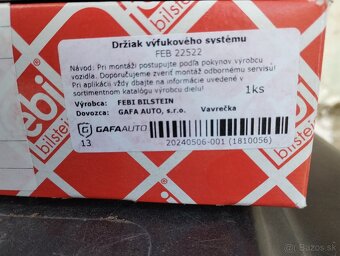 Držiak výfukového systému
FEB 22522
Návod: Pri montáži postupujte podľa pokynov výrobcu
vozidla. Doporučujeme zveriť montáž odbornému servisu!
Pri aplikácii vždy dbajte na informácie uvedené v
sortimentnom katalógu výrobcu dielu!
1ks
Výrobca: FEBI BILSTEIN
Dovozca: GAFA AUTO, s.r.o.
Vavrečka
GAFAAUTO
13
20240506-001 (1810056)
febi
bilstein
febi
bilstein
bilstein
Bazos.sk